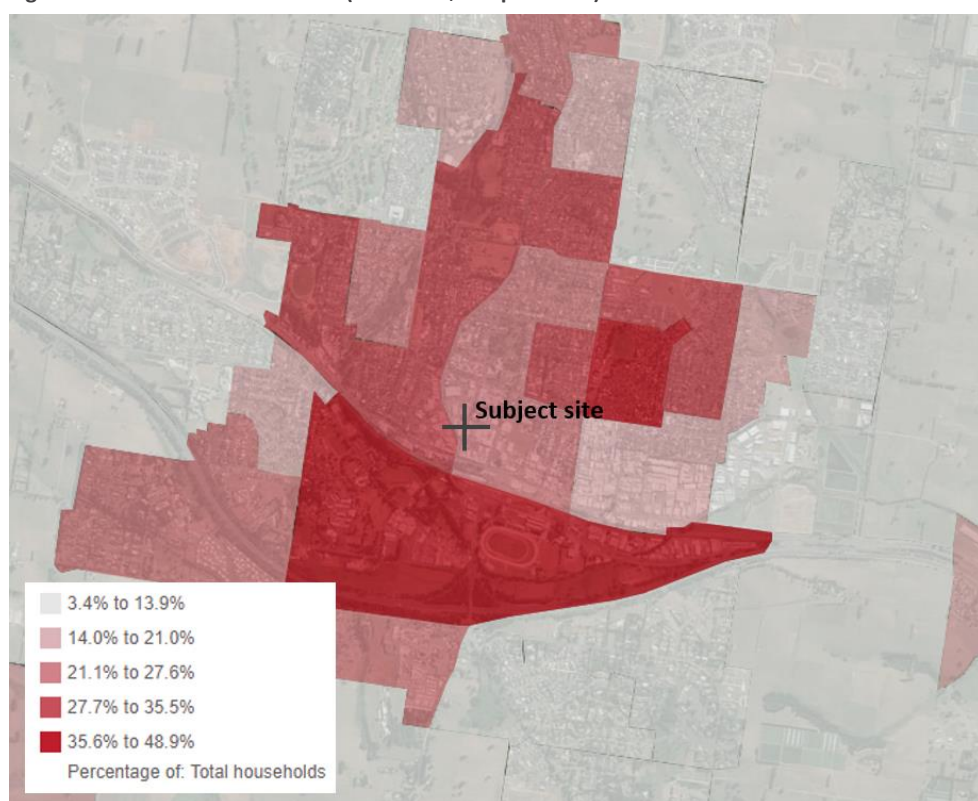 Subject site
3.4% to 13.9%
14.0% to 21.0%
21.1% to 27.6%
27.7% to 35.5%
35.6% to 48.9%
Percentage of: Total households